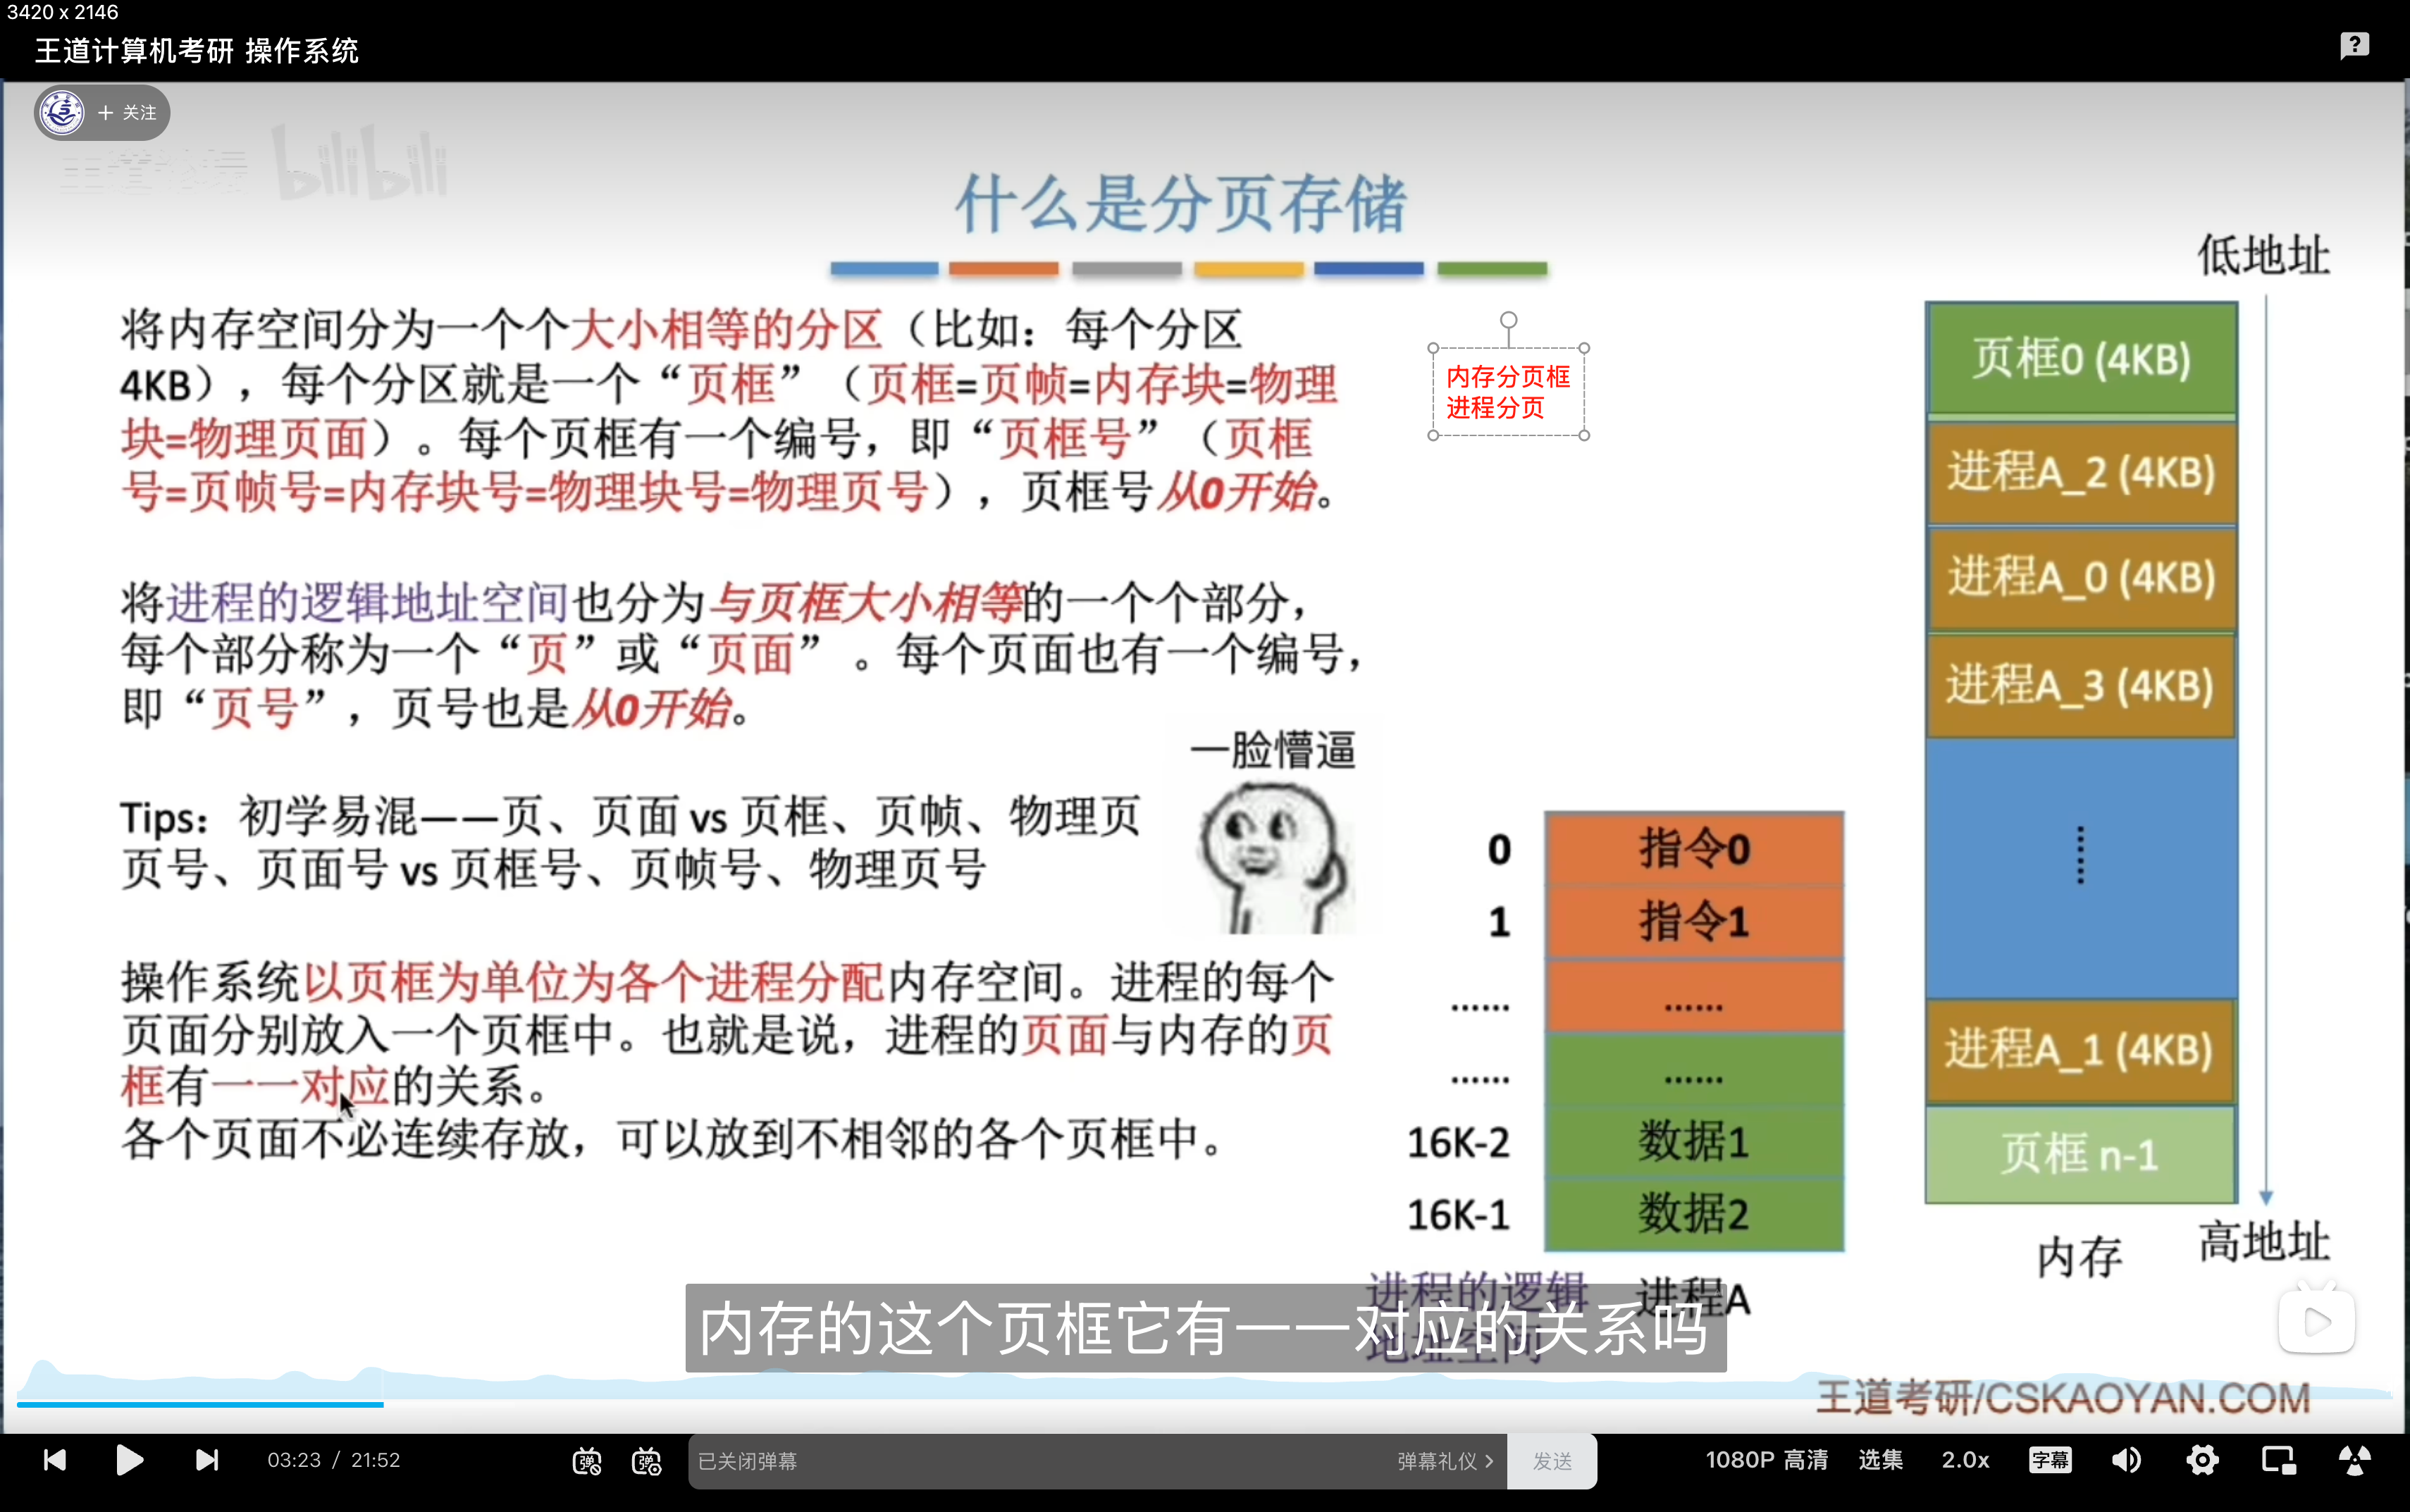 3420 x 2146
王道计算机考研 操作系统
+ 关注
bilibili
什么是分页存储
低地址
将内存空间分为一个个大小相等的分区（比如：每个分区
4KB），每个分区就是一个“页框”（页框=页帧=内存块=物理
块=物理页面）。每个页框有一个编号，即“页框号”（页框
号=页帧号=内存块号=物理块号=物理页号），页框号从0开始。
内存分页框
进程分页
将进程的逻辑地址空间也分为与页框大小相等的一个个部分，
每个部分称为一个“页”或“页面” 。每个页面也有一个编号，
即“页号”，页号也是从0开始。
一脸懵逼
Tips：初学易混——页、页面 vs 页框、页帧、物理页
页号、页面号 vs 页框号、页帧号、物理页号
操作系统以页框为单位为各个进程分配内存空间。进程的每个
页面分别放入一个页框中。也就是说，进程的页面与内存的页
框有一一对应的关系。
各个页面不必连续存放，可以放到不相邻的各个页框中。
0 指令0
1 指令1
...... ......
...... ......
16K-2 数据1
16K-1 数据2
进程的逻辑
地址空间
进程A
页框0 (4KB)
进程A_2 (4KB)
进程A_0 (4KB)
进程A_3 (4KB)
......
进程A_1 (4KB)
页框 n-1
内存
高地址
内存的这个页框它有一一对应的关系吗
王道考研/CSKAOYAN.COM
03:23 / 21:52
弹
弹
已关闭弹幕
弹幕礼仪 >
发送
1080P 高清
选集
2.0x
字幕